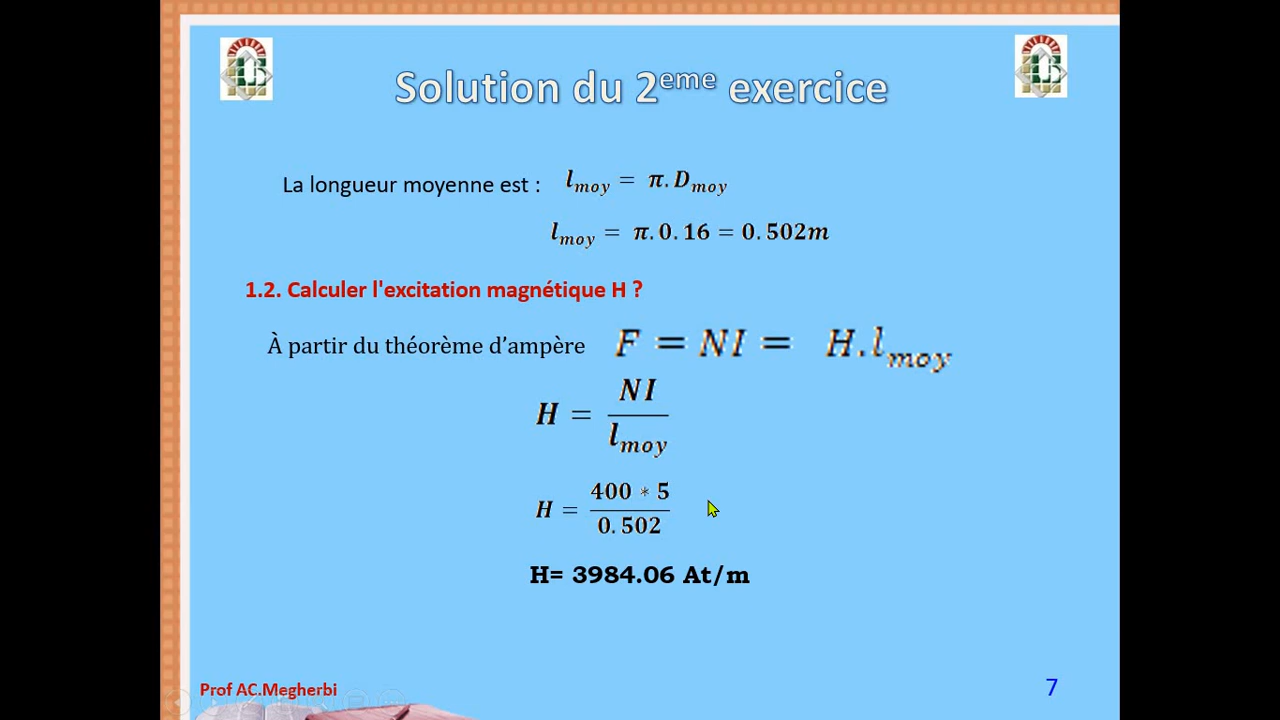 Solution du 2eme exercice
La longueur moyenne est : l_moy = π. D_moy
l_moy = π. 0. 16 = 0. 502m
1.2. Calculer l'excitation magnétique H ?
À partir du théorème d’ampère F = NI = H. l_moy
H = NI / l_moy
H = 400 * 5 / 0. 502
H= 3984.06 At/m
Prof AC.Megherbi
7